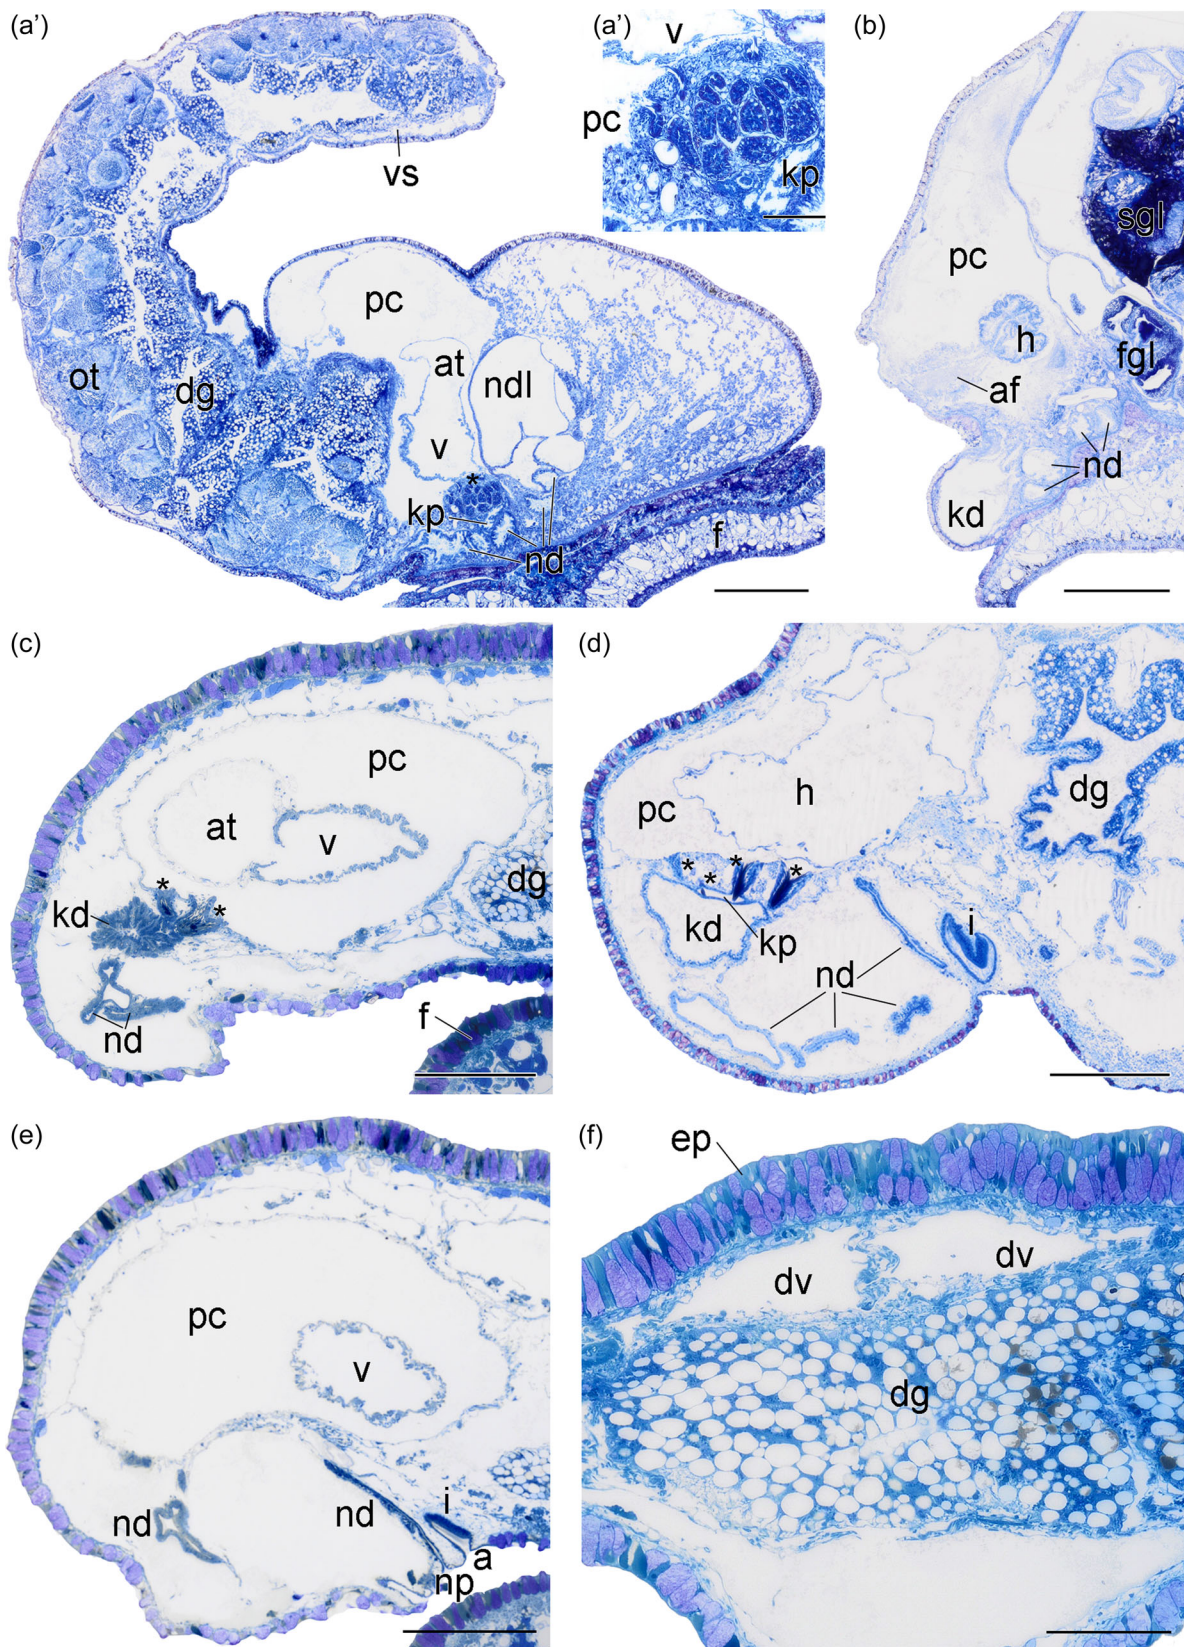 (a’)
vs
pc
at
ndl
ot
dg
v
*
kp
nd
f
(a’)
v
pc
kp
(b)
sgl
pc
h
fgl
af
nd
kd
(c)
pc
at
v
dg
*
*
kd
nd
f
(d)
h
pc
dg
*
*
*
*
kd
kp
i
nd
(e)
pc
v
nd
nd
i
a
np
(f)
ep
dv
dv
dg